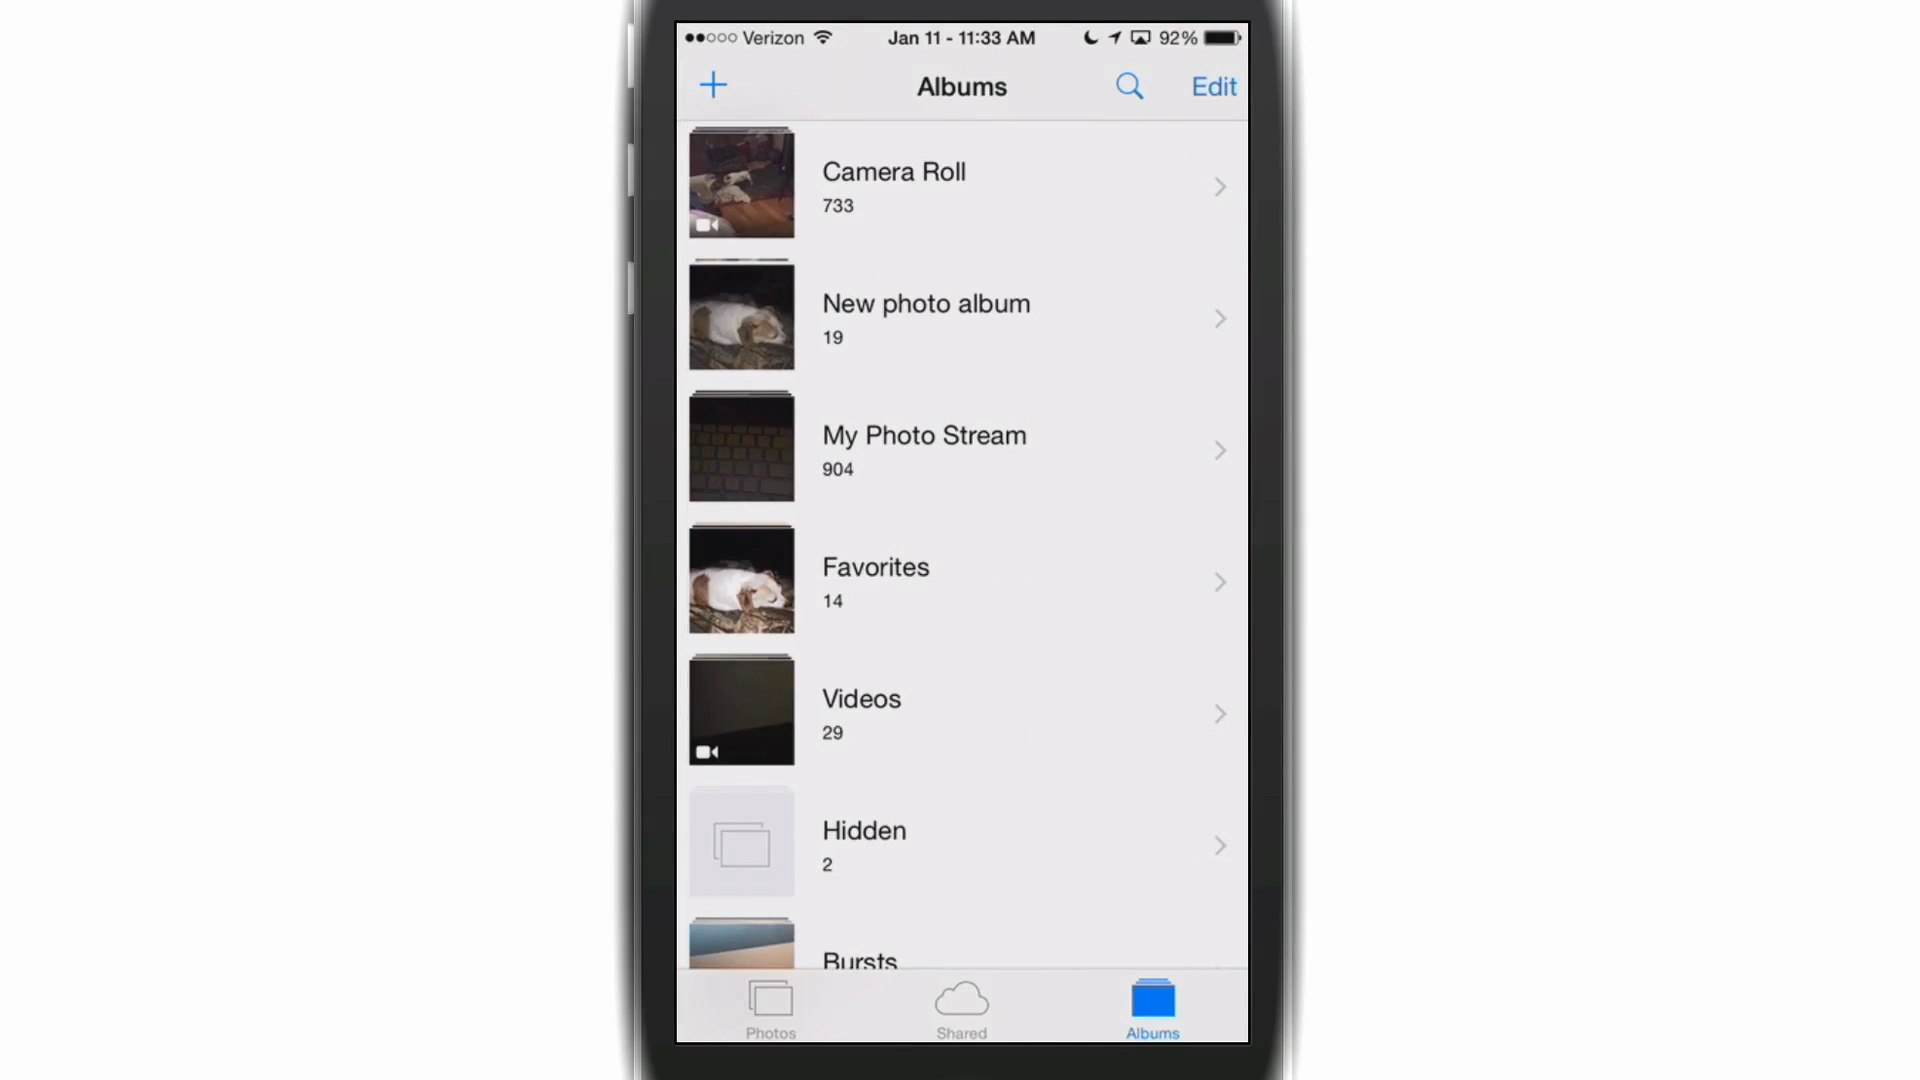 Verizon Jan 11 - 11:33 AM 92%
Albums Edit
Camera Roll
733
New photo album
19
My Photo Stream
904
Favorites
14
Videos
29
Hidden
2
Bursts
Photos Shared Albums